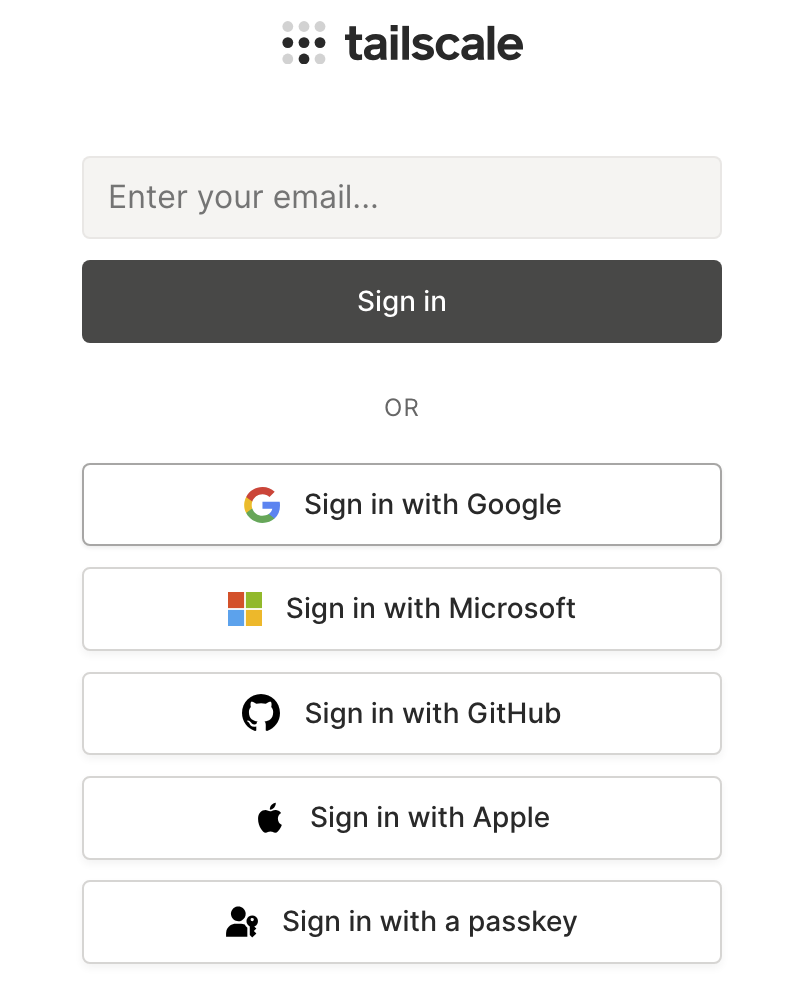 tailscale
Enter your email...
Sign in
OR
Sign in with Google
Sign in with Microsoft
Sign in with GitHub
Sign in with Apple
Sign in with a passkey